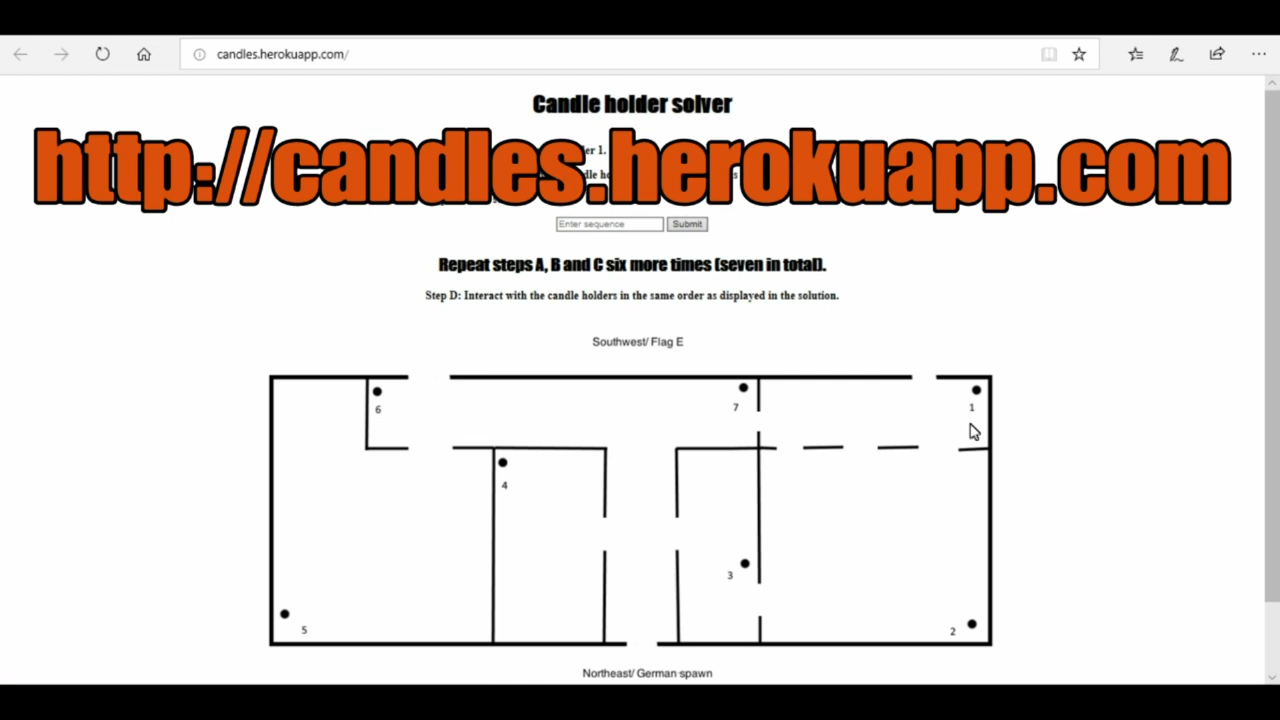 candles.herokuapp.com/
Candle holder solver
http://candles.herokuapp.com
Enter sequence
Submit
Repeat steps A, B and C six more times (seven in total).
Step D: Interact with the candle holders in the same order as displayed in the solution.
Southwest/ Flag E
6
7
1
4
3
5
2
Northeast/ German spawn